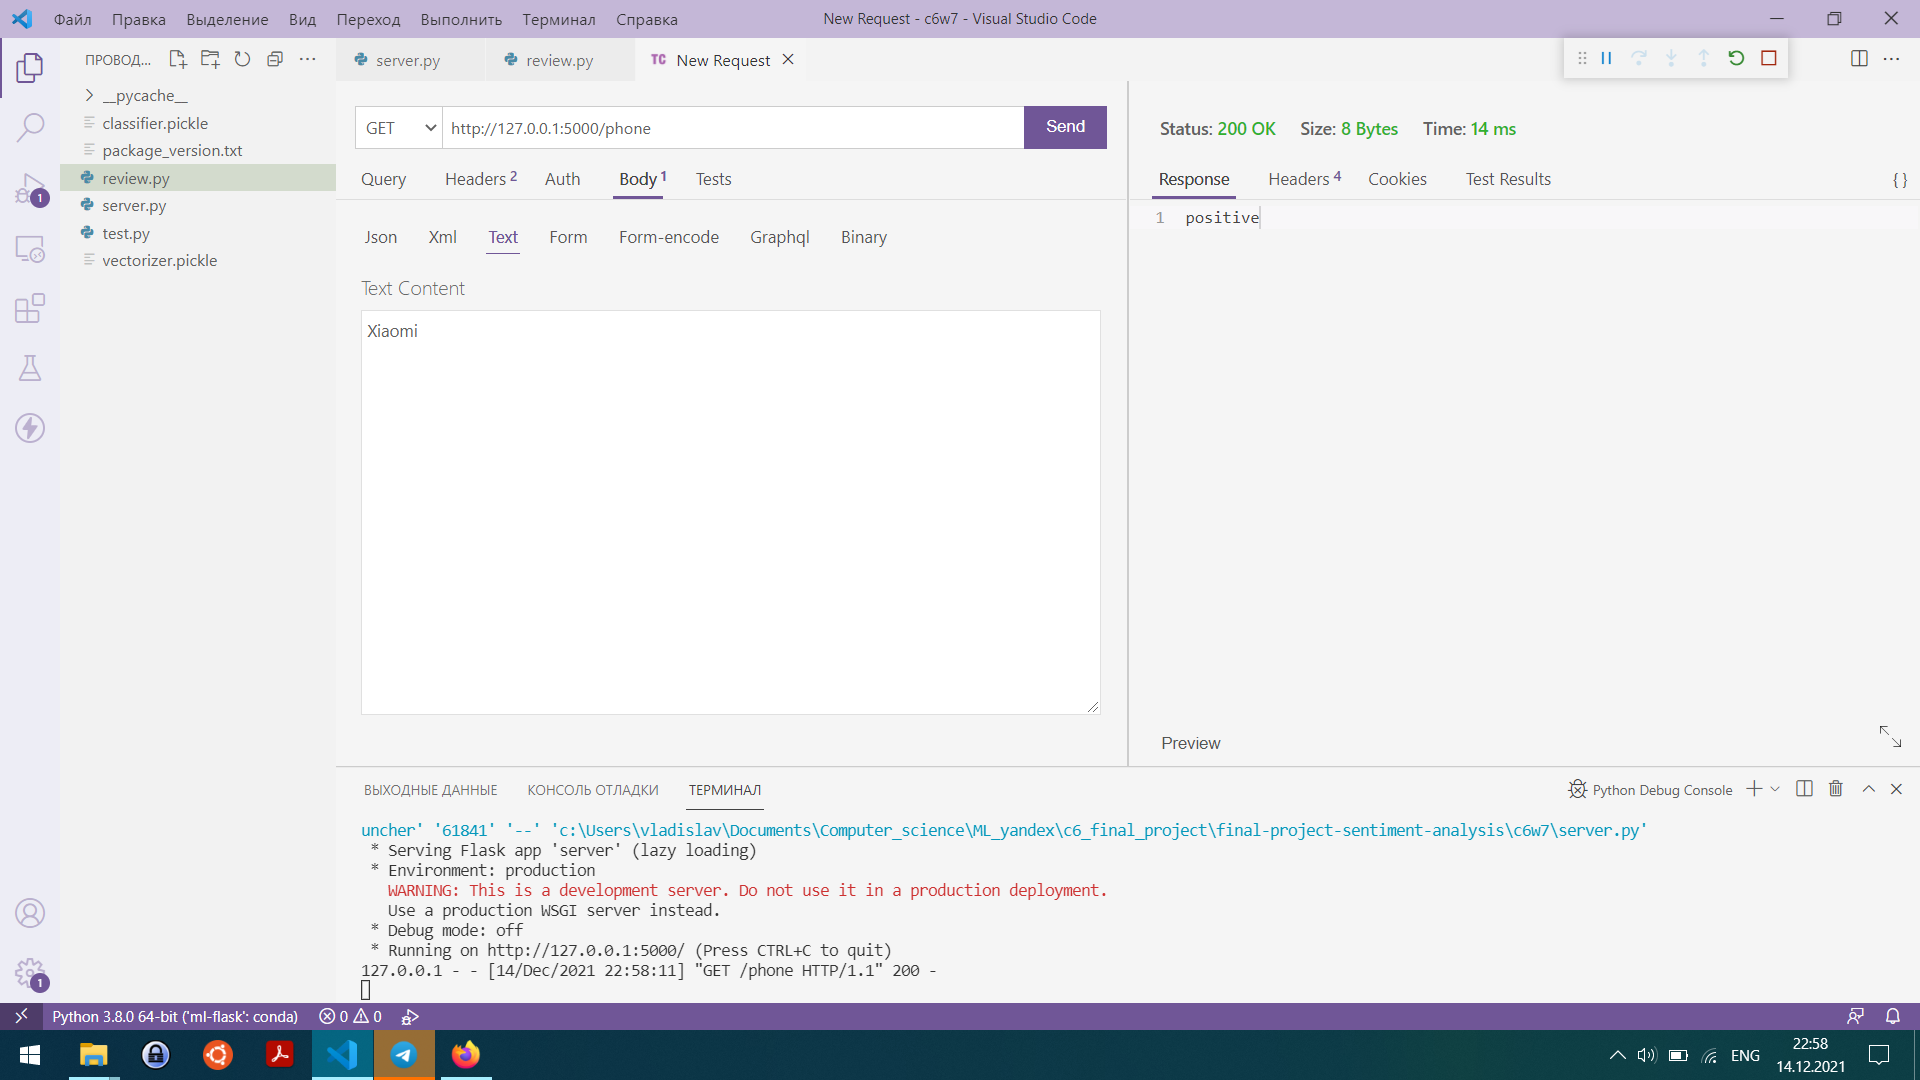 Файл Правка Выделение Вид Переход Выполнить Терминал Справка
New Request - c6w7 - Visual Studio Code
ПРОВОД...
server.py
review.py
TC New Request
__pycache__
classifier.pickle
package_version.txt
review.py
server.py
test.py
vectorizer.pickle
1
1
GET
http://127.0.0.1:5000/phone
Send
Query Headers 2 Auth Body 1 Tests
Json Xml Text Form Form-encode Graphql Binary
Text Content
Xiaomi
Status: 200 OK Size: 8 Bytes Time: 14 ms
Response Headers 4 Cookies Test Results { }
1 positive
Preview
ВЫХОДНЫЕ ДАННЫЕ КОНСОЛЬ ОТЛАДКИ ТЕРМИНАЛ
Python Debug Console
uncher' '61841' '--' 'c:\Users\vladislav\Documents\Computer_science\ML_yandex\c6_final_project\final-project-sentiment-analysis\c6w7\server.py'
* Serving Flask app 'server' (lazy loading)
* Environment: production
WARNING: This is a development server. Do not use it in a production deployment.
Use a production WSGI server instead.
* Debug mode: off
* Running on http://127.0.0.1:5000/ (Press CTRL+C to quit)
127.0.0.1 - - [14/Dec/2021 22:58:11] "GET /phone HTTP/1.1" 200 -
Python 3.8.0 64-bit ('ml-flask': conda) 0 0
ENG
22:58
14.12.2021